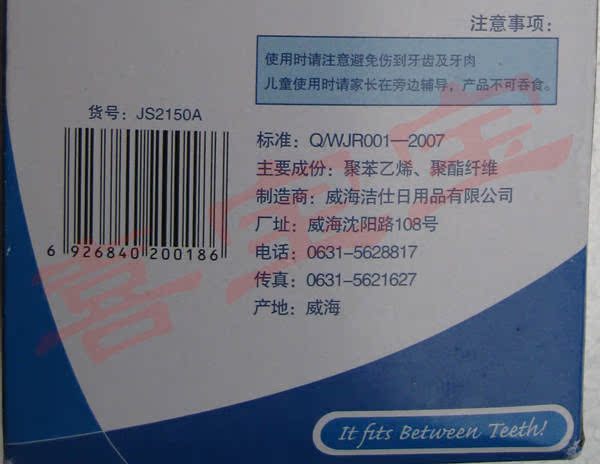 注意事项:
使用时请注意避免伤到牙齿及牙肉
儿童使用时请家长在旁边辅导，产品不可吞食。
货号: JS2150A
6 926840 200186
标准: Q/WJR001—2007
主要成份: 聚苯乙烯、聚酯纤维
制造商: 威海洁仕日用品有限公司
厂址: 威海沈阳路108号
电话: 0631-5628817
传真: 0631-5621627
产地: 威海
喜宝宝
It fits Between Teeth!